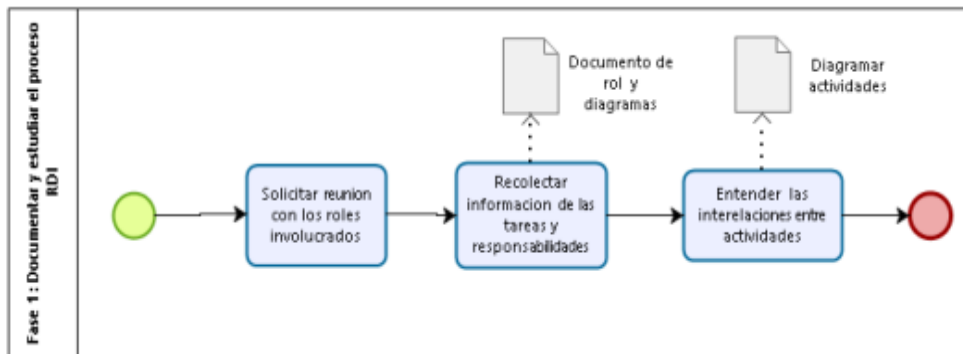 Fase 1: Documentar y estudiar el proceso
RDI
Documento de
rol y
diagramas
Diagramar
actividades
Solicitar reunion
con los roles
involucrados
Recolectar
informacion de las
tareas y
responsabilidades
Entender las
interelaciones entre
actividades